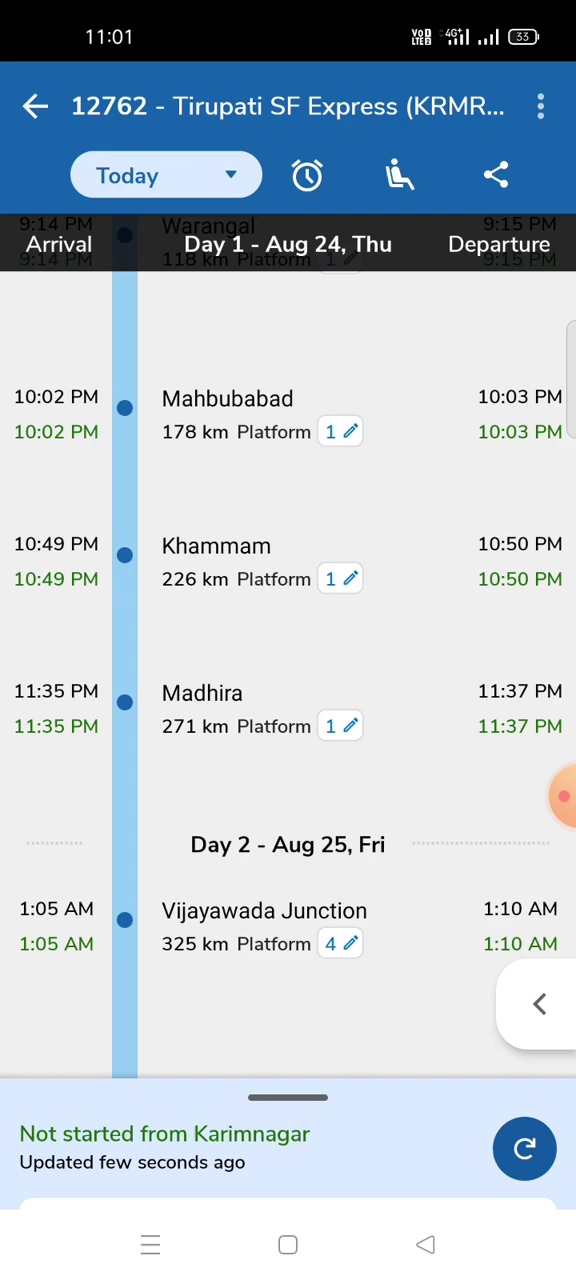 11:01
VoD LTE2 4G+ 33
12762 - Tirupati SF Express (KRMR...
Today
9:14 PM Warangal 9:15 PM
Arrival Day 1 - Aug 24, Thu Departure
9:14 PM 118 km Platform 1 9:15 PM
10:02 PM Mahbubabad 10:03 PM
10:02 PM 178 km Platform 1 10:03 PM
10:49 PM Khammam 10:50 PM
10:49 PM 226 km Platform 1 10:50 PM
11:35 PM Madhira 11:37 PM
11:35 PM 271 km Platform 1 11:37 PM
Day 2 - Aug 25, Fri
1:05 AM Vijayawada Junction 1:10 AM
1:05 AM 325 km Platform 4 1:10 AM
Not started from Karimnagar
Updated few seconds ago